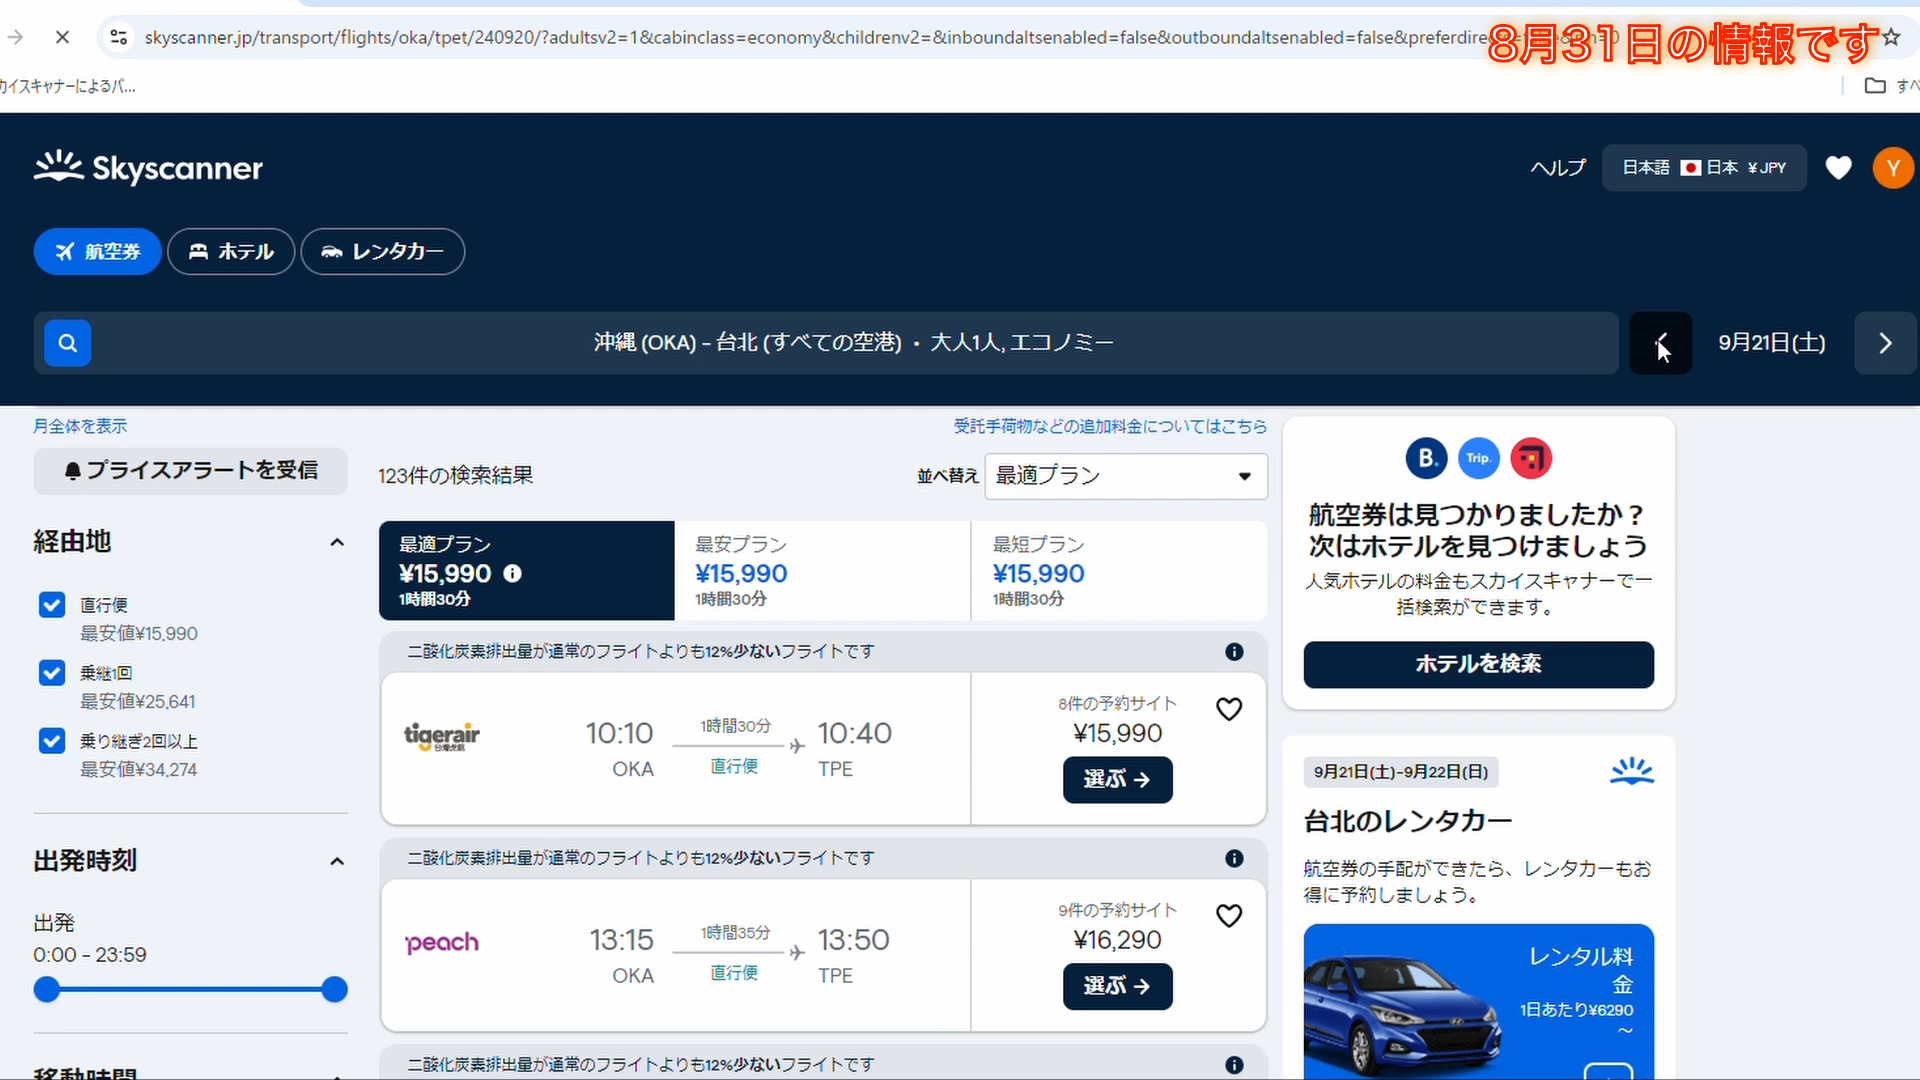 skyscanner.jp/transport/flights/oka/tpet/240920/?adultsv2=1&cabinclass=economy&childrenv2=&inboundaltsenabled=false&outboundaltsenabled=false&preferdire
8月31日の情報です
カイスキャナーによるパ...
すべ
Skyscanner
ヘルプ
日本語 日本 ¥ JPY
Y
航空券
ホテル
レンタカー
沖縄 (OKA) – 台北 (すべての空港) • 大人1人, エコノミー
9月21日(土)
月全体を表示
受託手荷物などの追加料金についてはこちら
プライスアラートを受信
123件の検索結果
並べ替え
最適プラン
経由地
直行便
最安値¥15,990
乗継1回
最安値¥25,641
乗り継ぎ2回以上
最安値¥34,274
出発時刻
出発
0:00 – 23:59
移動時間
最適プラン
¥15,990
1時間30分
最安プラン
¥15,990
1時間30分
最短プラン
¥15,990
1時間30分
二酸化炭素排出量が通常のフライトよりも12%少ないフライトです
tigerair
台灣虎航
10:10
OKA
1時間30分
直行便
10:40
TPE
8件の予約サイト
¥15,990
選ぶ →
二酸化炭素排出量が通常のフライトよりも12%少ないフライトです
peach
13:15
OKA
1時間35分
直行便
13:50
TPE
9件の予約サイト
¥16,290
選ぶ →
二酸化炭素排出量が通常のフライトよりも12%少ないフライトです
B.
Trip.
航空券は見つかりましたか？
次はホテルを見つけましょう
人気ホテルの料金もスカイスキャナーで一
括検索ができます。
ホテルを検索
9月21日(土)-9月22日(日)
台北のレンタカー
航空券の手配ができたら、レンタカーもお
得に予約しましょう。
レンタル料
金
1日あたり¥6290
～